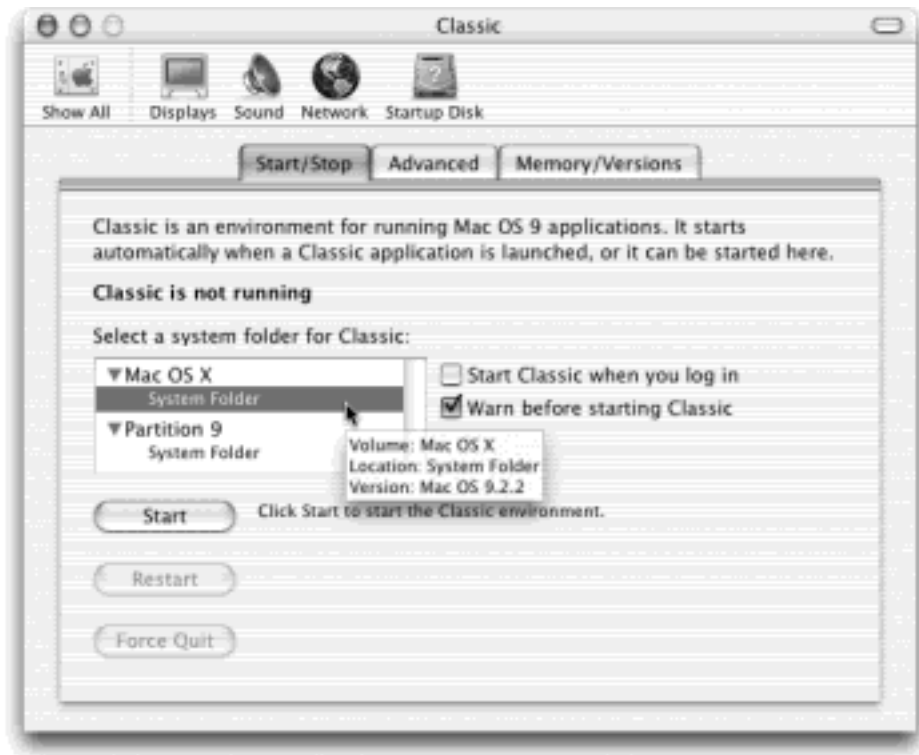 Classic
Show All Displays Sound Network Startup Disk
Start/Stop Advanced Memory/Versions
Classic is an environment for running Mac OS 9 applications. It starts
automatically when a Classic application is launched, or it can be started here.
Classic is not running
Select a system folder for Classic:
Mac OS X
System Folder
Partition 9
System Folder
Start Classic when you log in
Warn before starting Classic
Volume: Mac OS X
Location: System Folder
Version: Mac OS 9.2.2
Start
Click Start to start the Classic environment.
Restart
Force Quit